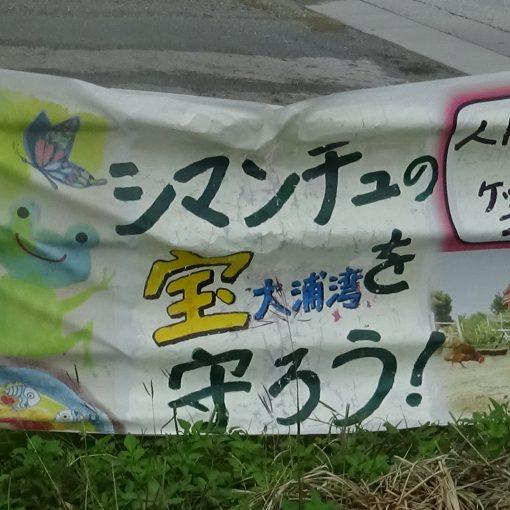 シマンチュの
宝 大浦湾を
守ろう！